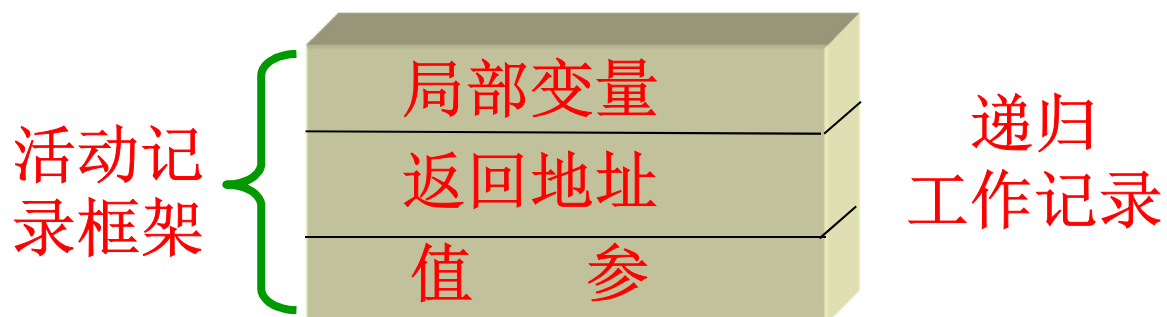 活动记
录框架
局部变量
返回地址
值 参
递归
工作记录